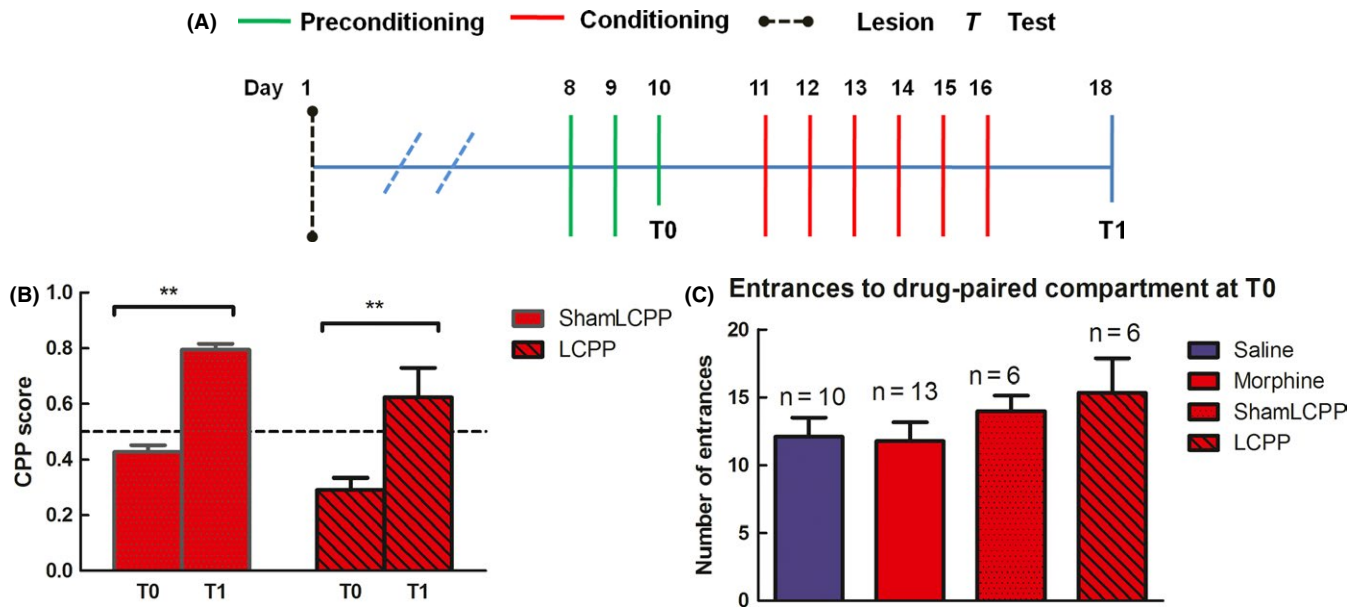 (A) Preconditioning Conditioning Lesion T Test
Day 1 8 9 10 11 12 13 14 15 16 18
T0 T1
(B)
**
**
CPP score
1.0
0.8
0.6
0.4
0.2
0.0
T0 T1 T0 T1
ShamLCPP
LCPP
(C) Entrances to drug-paired compartment at T0
Number of entrances
20
15
10
5
0
n = 10
n = 13
n = 6
n = 6
Saline
Morphine
ShamLCPP
LCPP